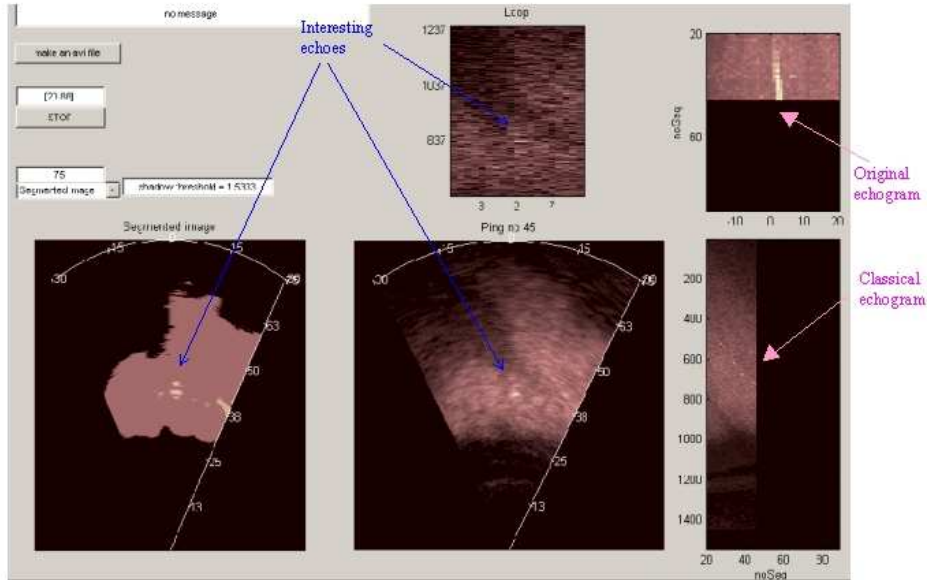 no message
Interesting
echoes
Loop
make an avi file
[23.88]
STOP
75
Segmented image
shadow threshold = 1.5333
1237
1037
837
3 2 7
20
noSeq
60
-10 0 10 20
Original
echogram
Segmented image
-30 -15 0 15
63
50
38
25
13
Ping no 45
-30 -15 0 15
63
50
38
25
13
Classical
echogram
200
400
600
800
1000
1200
1400
20 40 60 80
noSeq